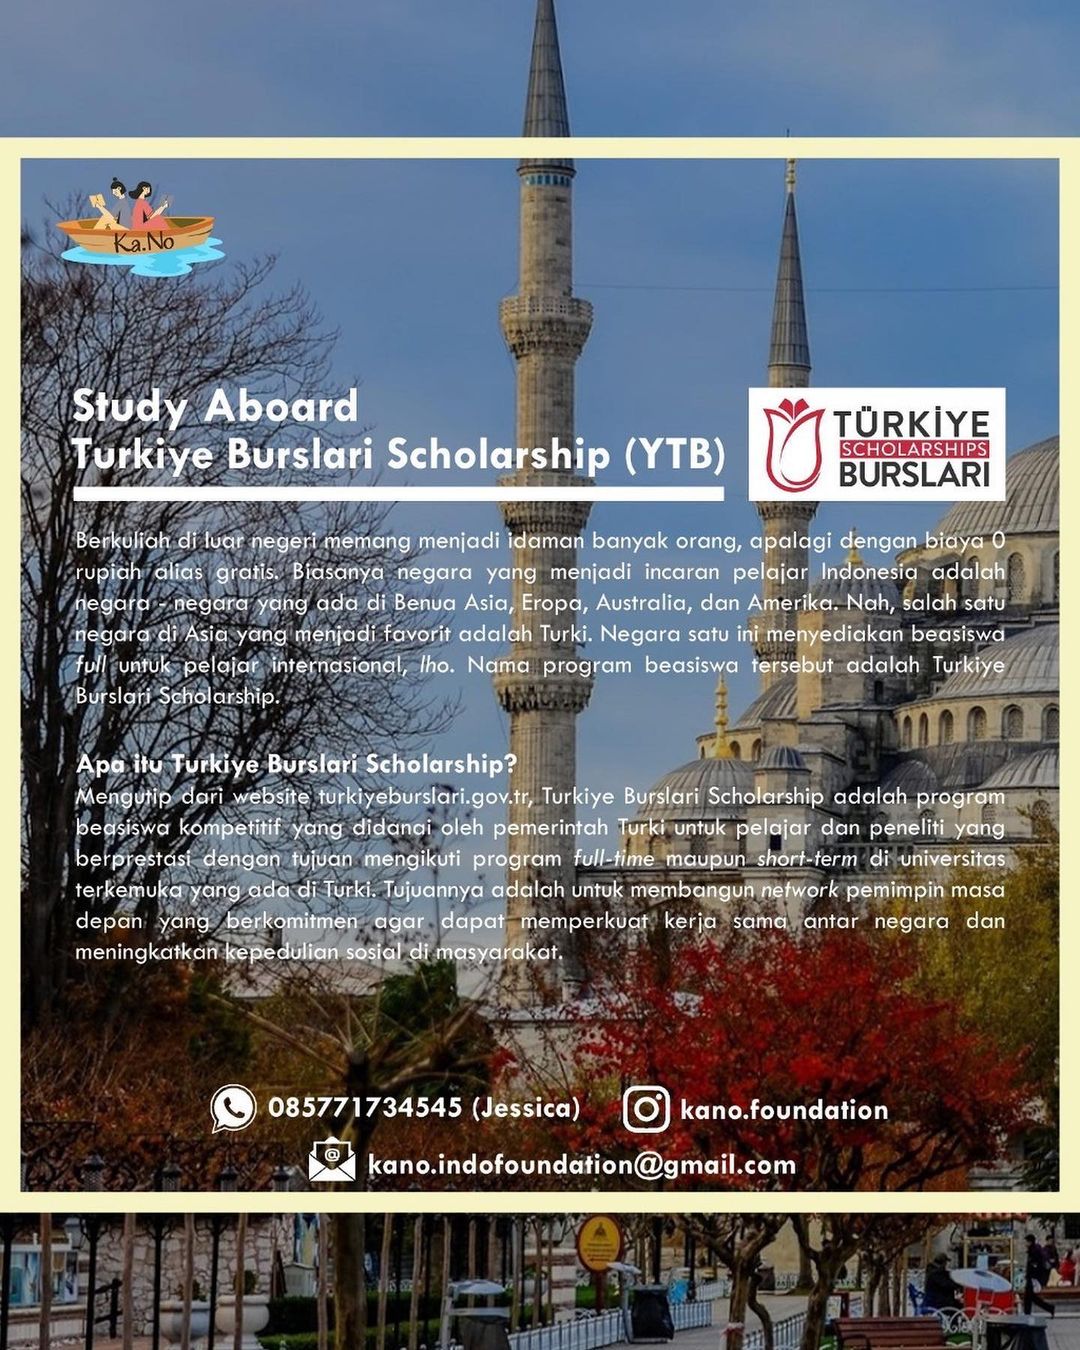 Ka.No
Study Aboard
Turkiye Burslari Scholarship (YTB)
TÜRKİYE
SCHOLARSHIPS
BURSLARI
Berkuliah di luar negeri memang menjadi idaman banyak orang, apalagi dengan biaya 0
rupiah alias gratis. Biasanya negara yang menjadi incaran pelajar Indonesia adalah
negara - negara yang ada di Benua Asia, Eropa, Australia, dan Amerika. Nah, salah satu
negara di Asia yang menjadi favorit adalah Turki. Negara satu ini menyediakan beasiswa
full untuk pelajar internasional, lho. Nama program beasiswa tersebut adalah Turkiye
Burslari Scholarship.
Apa itu Turkiye Burslari Scholarship?
Mengutip dari website turkiyeburslari.gov.tr, Turkiye Burslari Scholarship adalah program
beasiswa kompetitif yang didanai oleh pemerintah Turki untuk pelajar dan peneliti yang
berprestasi dengan tujuan mengikuti program full-time maupun short-term di universitas
terkemuka yang ada di Turki. Tujuannya adalah untuk membangun network pemimpin masa
depan yang berkomitmen agar dapat memperkuat kerja sama antar negara dan
meningkatkan kepedulian sosial di masyarakat.
085771734545 (Jessica)
kano.foundation
kano.indofoundation@gmail.com